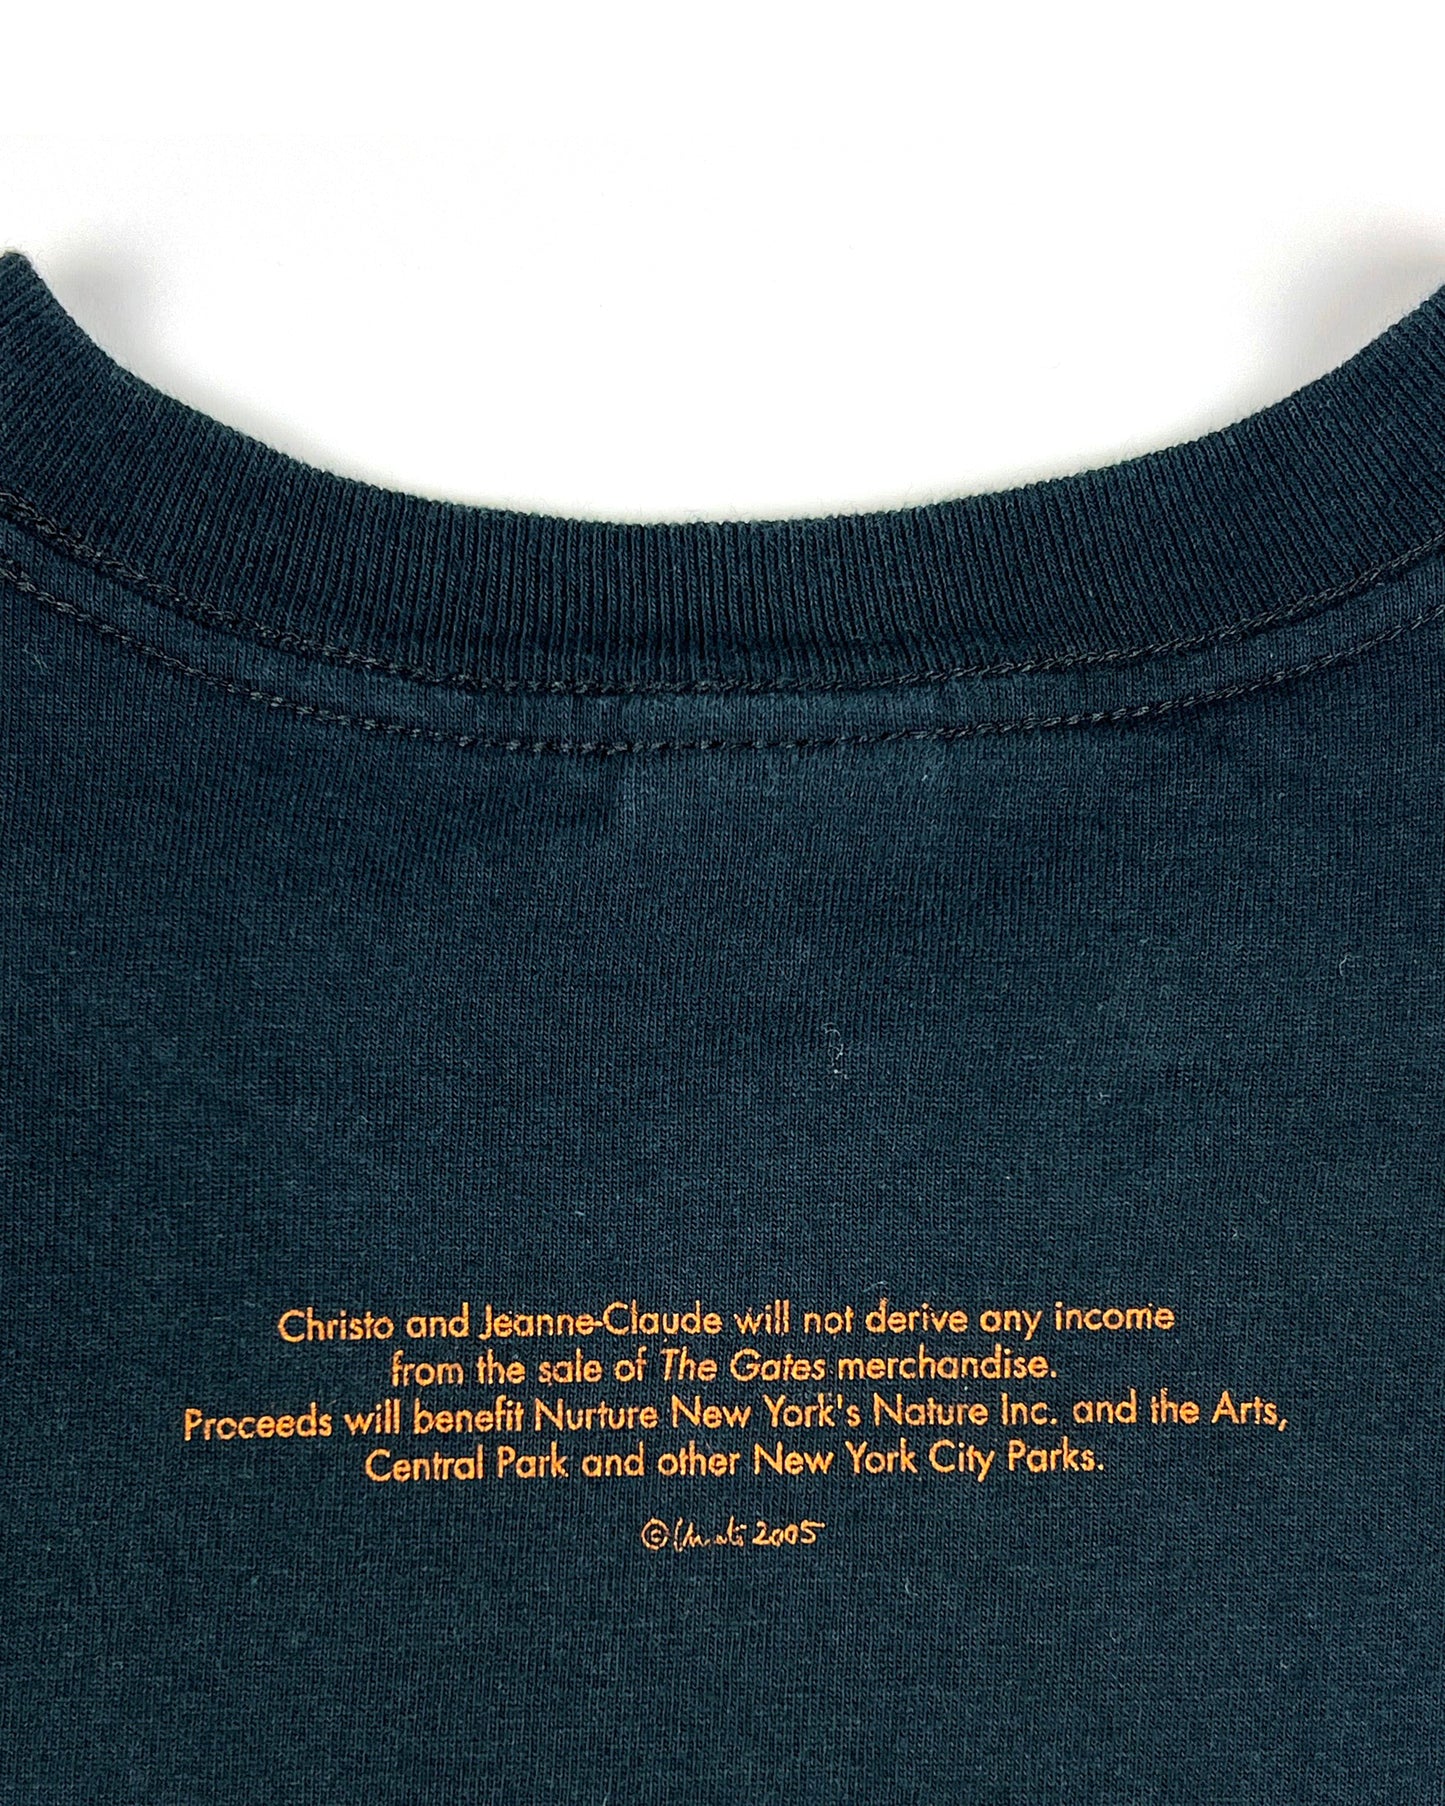 Christo and Jeanne-Claude will not derive any income
from the sale of The Gates merchandise.
Proceeds will benefit Nurture New York's Nature Inc. and the Arts,
Central Park and other New York City Parks.
© Christo 2005